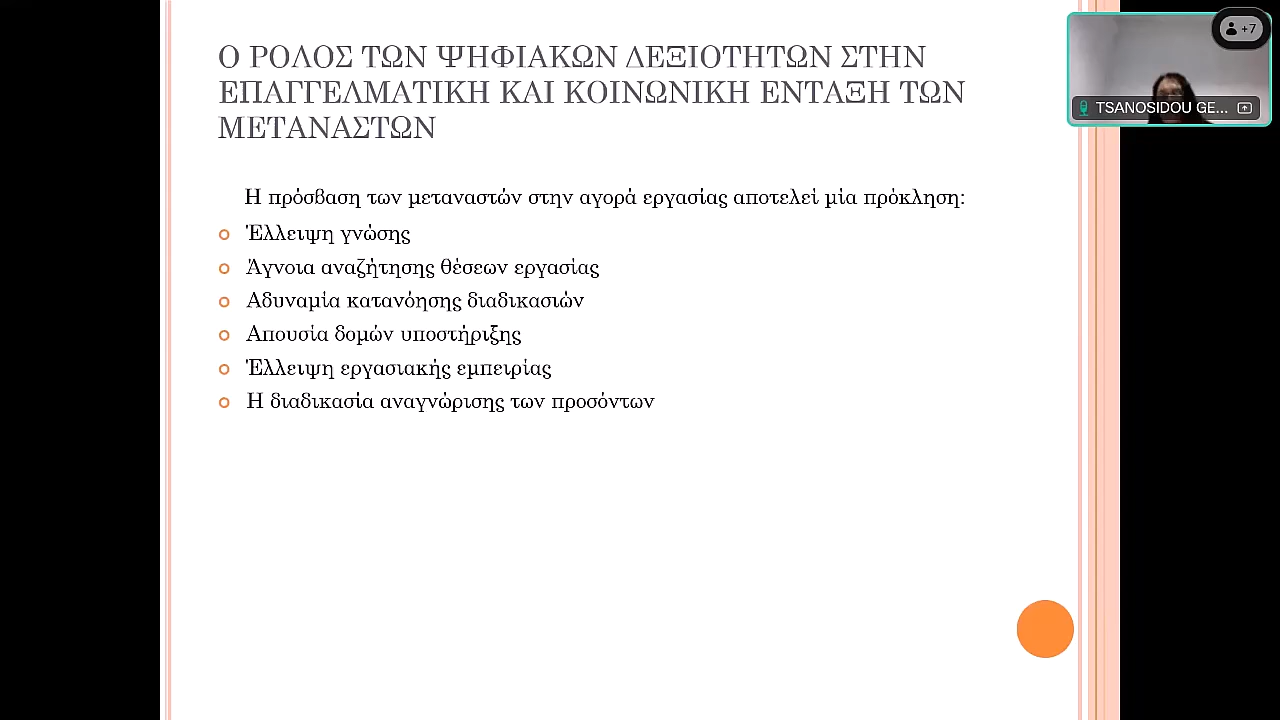 Ο ΡΟΛΟΣ ΤΩΝ ΨΗΦΙΑΚΩΝ ΔΕΞΙΟΤΗΤΩΝ ΣΤΗΝ
ΕΠΑΓΓΕΛΜΑΤΙΚΗ ΚΑΙ ΚΟΙΝΩΝΙΚΗ ΕΝΤΑΞΗ ΤΩΝ
ΜΕΤΑΝΑΣΤΩΝ
Η πρόσβαση των μεταναστών στην αγορά εργασίας αποτελεί μία πρόκληση:
Έλλειψη γνώσης
Άγνοια αναζήτησης θέσεων εργασίας
Αδυναμία κατανόησης διαδικασιών
Απουσία δομών υποστήριξης
Έλλειψη εργασιακής εμπειρίας
Η διαδικασία αναγνώρισης των προσόντων
+7
TSANOSIDOU GE...